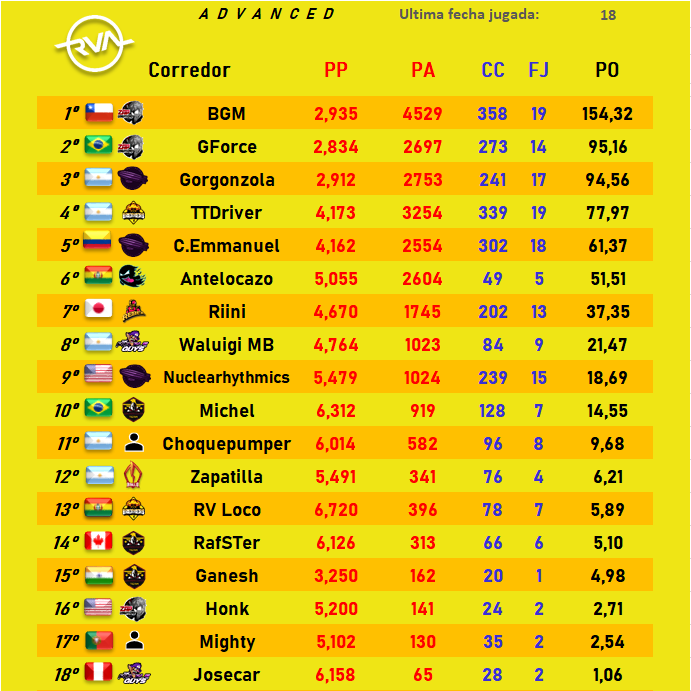 ADVANCED Ultima fecha jugada: 18
RVA
Corredor PP PA CC FJ PO
1º BGM 2,935 4529 358 19 154,32
2º GForce 2,834 2697 273 14 95,16
3º Gorgonzola 2,912 2753 241 17 94,56
4º TTDriver 4,173 3254 339 19 77,97
5º C.Emmanuel 4,162 2554 302 18 61,37
6º Antelocazo 5,055 2604 49 5 51,51
7º Riini 4,670 1745 202 13 37,35
8º Waluigi MB 4,764 1023 84 9 21,47
9º Nuclearhythmics 5,479 1024 239 15 18,69
10º Michel 6,312 919 128 7 14,55
11º Choquepumper 6,014 582 96 8 9,68
12º Zapatilla 5,491 341 76 4 6,21
13º RV Loco 6,720 396 78 7 5,89
14º RafSTer 6,126 313 66 6 5,10
15º Ganesh 3,250 162 20 1 4,98
16º Honk 5,200 141 24 2 2,71
17º Mighty 5,102 130 35 2 2,54
18º Josecar 6,158 65 28 2 1,06